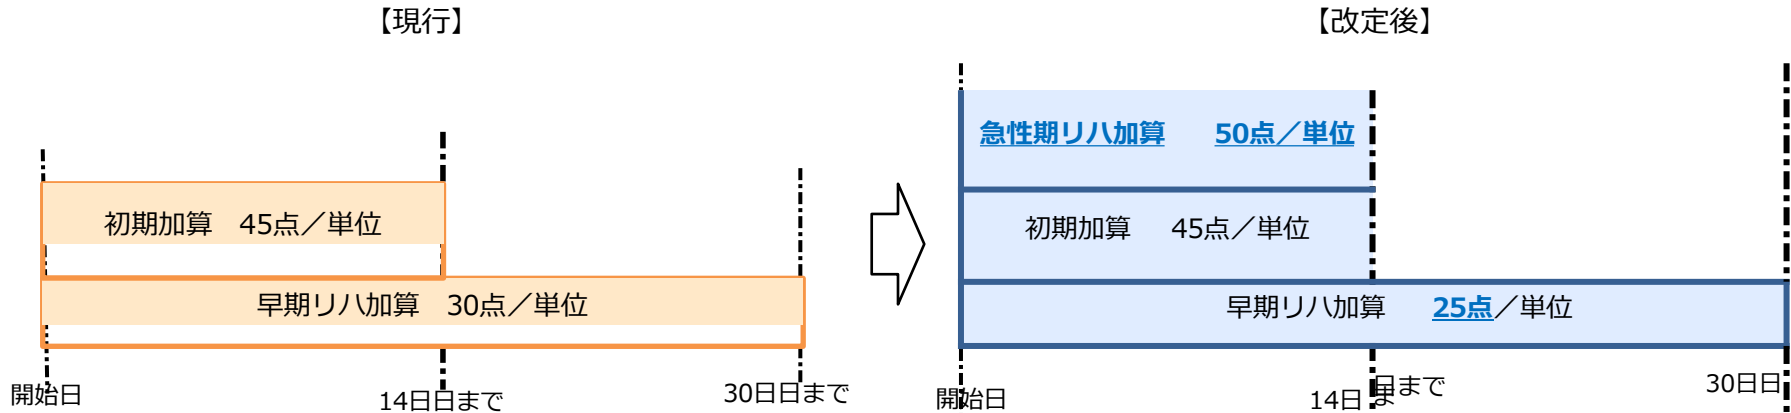 【現行】
初期加算 45点／単位
早期リハ加算 30点／単位
開始日
14日日まで
30日日まで
【改定後】
急性期リハ加算 50点／単位
初期加算 45点／単位
早期リハ加算 25点／単位
開始日
14日
日まで
ま
30日日